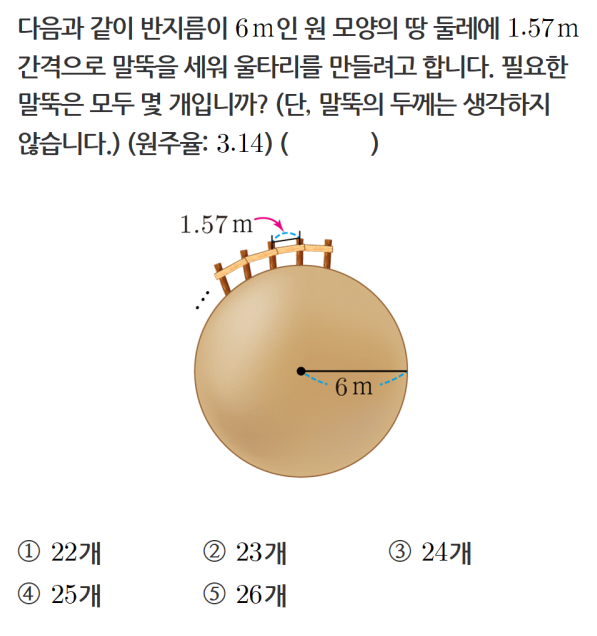 다음과 같이 반지름이 6 m인 원 모양의 땅 둘레에 1.57 m
간격으로 말뚝을 세워 울타리를 만들려고 합니다. 필요한
말뚝은 모두 몇 개입니까? (단, 말뚝의 두께는 생각하지
않습니다.) (원주율: 3.14) (          )
1.57 m
6 m
① 22개 ② 23개 ③ 24개
④ 25개 ⑤ 26개